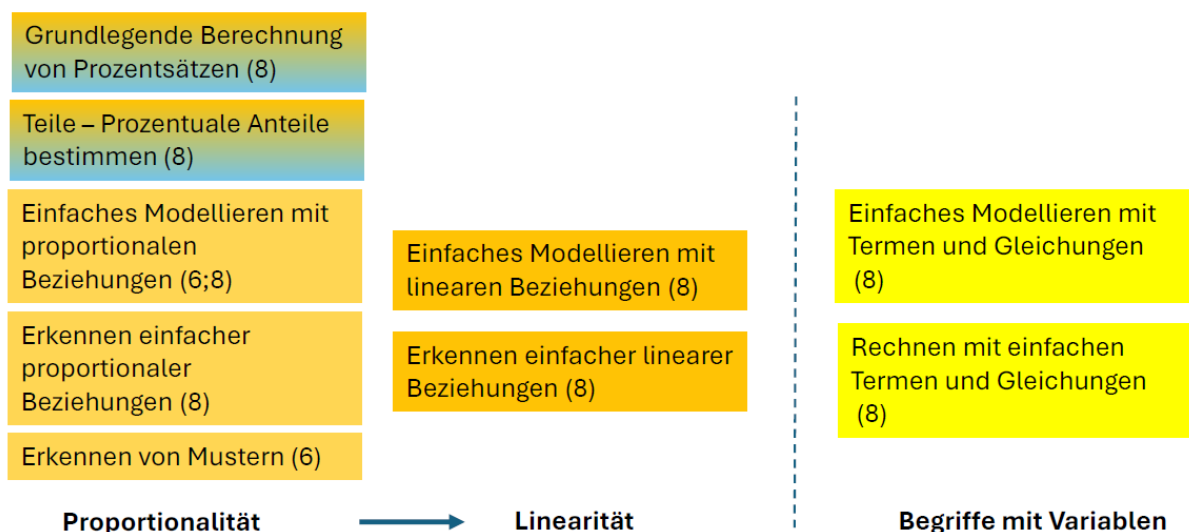 Grundlegende Berechnung
von Prozentsätzen (8)
Teile – Prozentuale Anteile
bestimmen (8)
Einfaches Modellieren mit
proportionalen
Beziehungen (6;8)
Erkennen einfacher
proportionaler
Beziehungen (8)
Erkennen von Mustern (6)
Proportionalität
Einfaches Modellieren mit
linearen Beziehungen (8)
Erkennen einfacher linearer
Beziehungen (8)
Linearität
Einfaches Modellieren mit
Termen und Gleichungen
(8)
Rechnen mit einfachen
Termen und Gleichungen
(8)
Begriffe mit Variablen